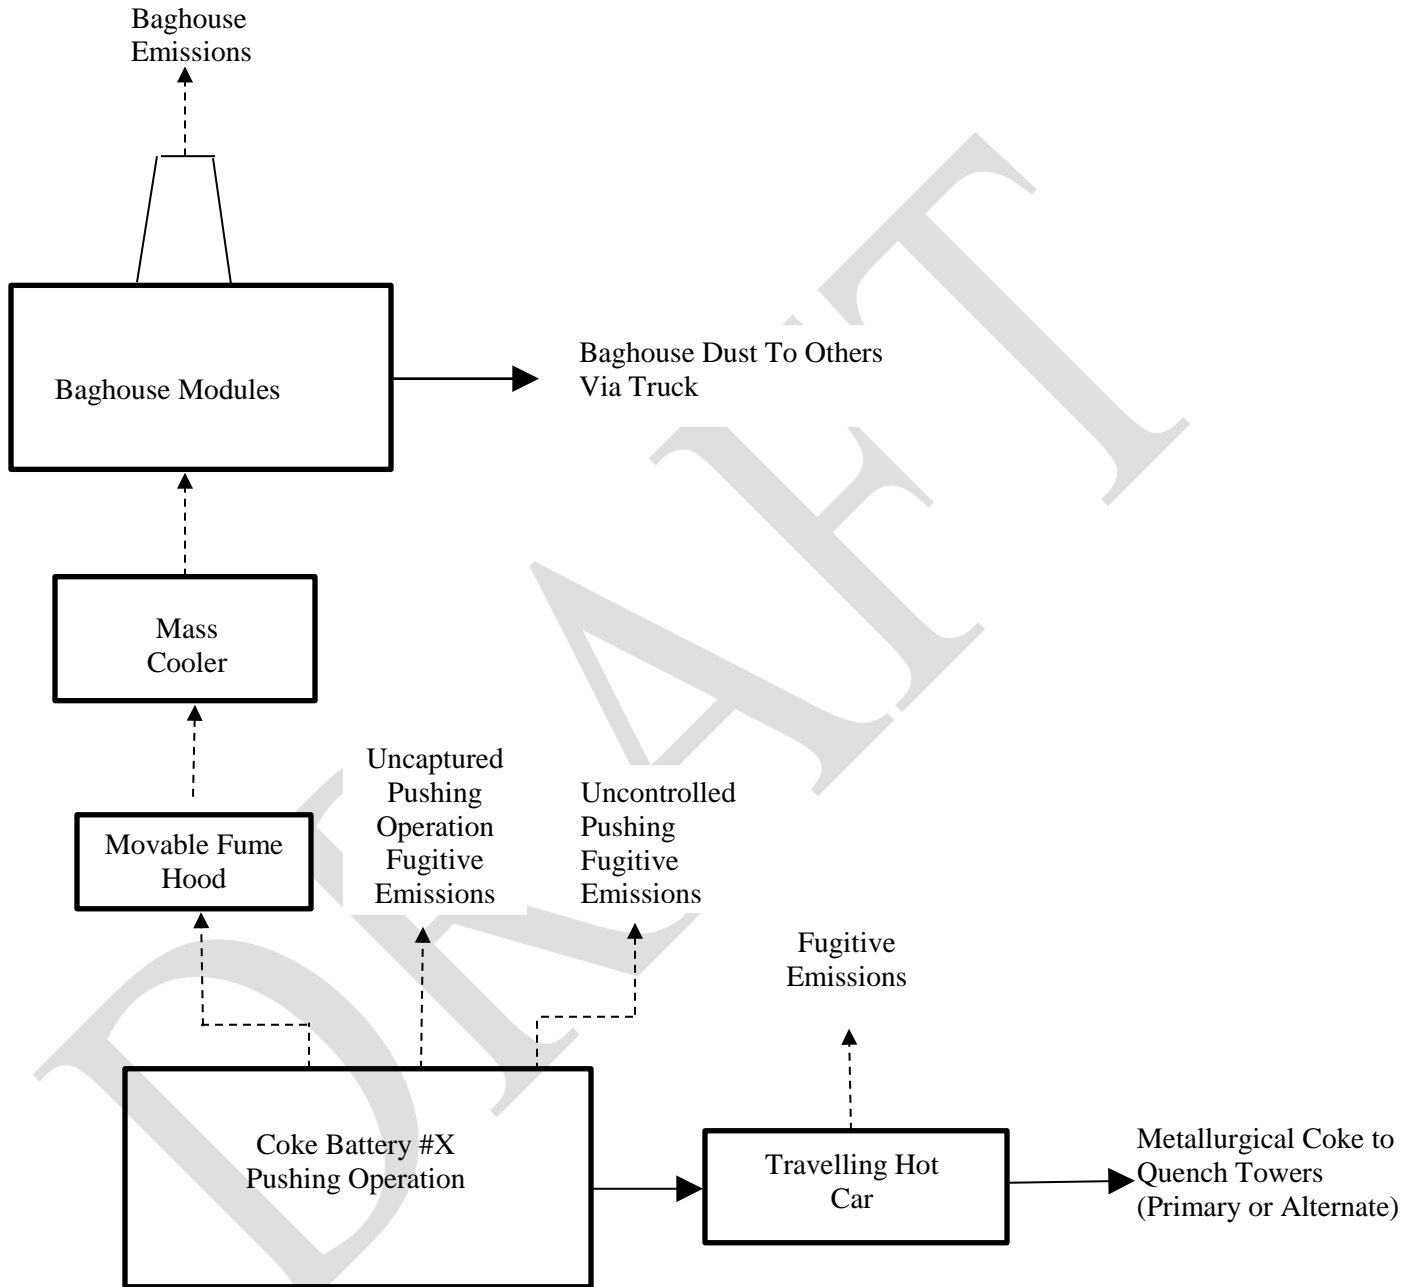 Baghouse
Emissions
Baghouse Dust To Others
Via Truck
Baghouse Modules
Mass
Cooler
Uncaptured
Pushing
Operation
Fugitive
Emissions
Uncontrolled
Pushing
Fugitive
Emissions
Movable Fume
Hood
Fugitive
Emissions
Coke Battery #X
Pushing Operation
Travelling Hot
Car
Metallurgical Coke to
Quench Towers
(Primary or Alternate)
DRAFT